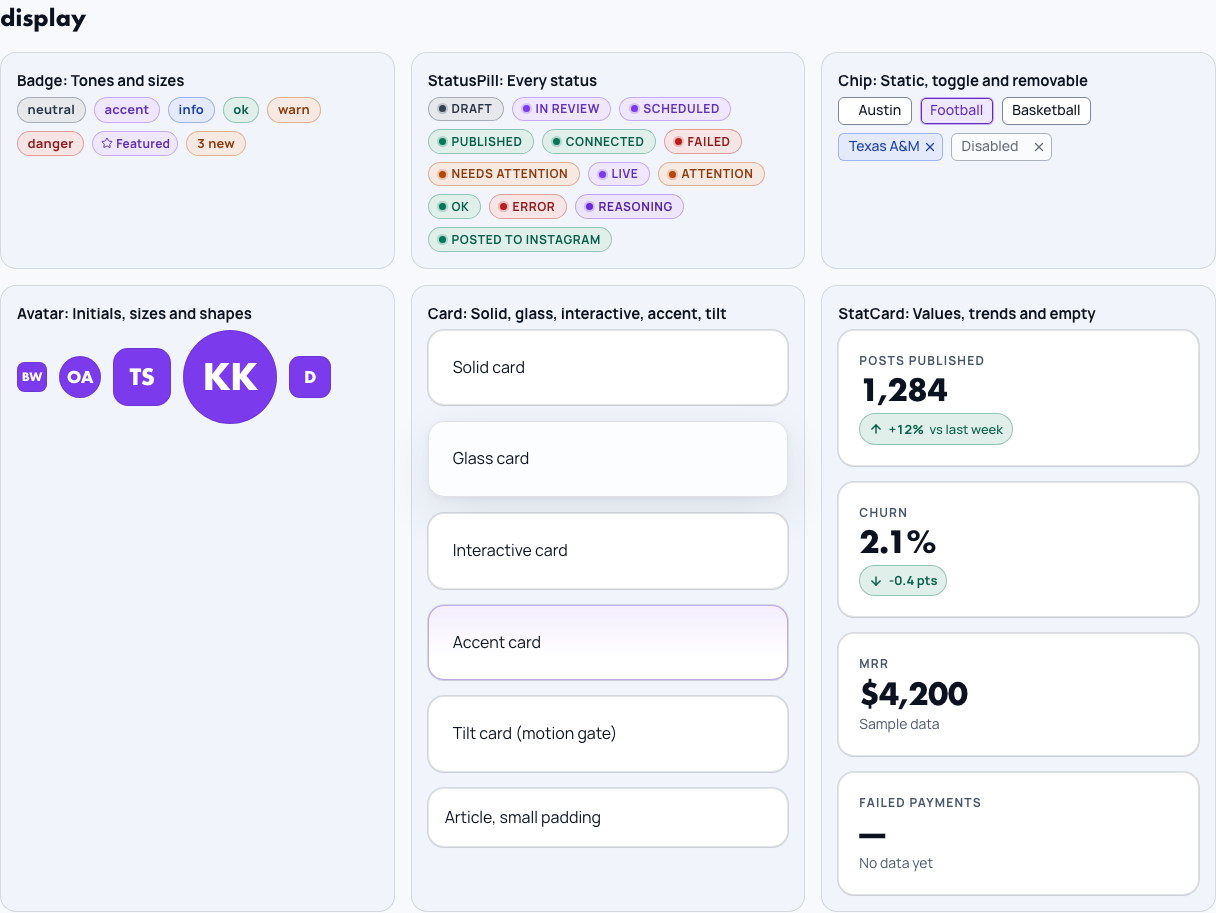 display
Badge: Tones and sizes
neutral accent info ok warn
danger Featured 3 new
StatusPill: Every status
DRAFT IN REVIEW SCHEDULED
PUBLISHED CONNECTED FAILED
NEEDS ATTENTION LIVE ATTENTION
OK ERROR REASONING
POSTED TO INSTAGRAM
Chip: Static, toggle and removable
Austin Football Basketball
Texas A&M Disabled
Avatar: Initials, sizes and shapes
BW OA TS KK D
Card: Solid, glass, interactive, accent, tilt
Solid card
Glass card
Interactive card
Accent card
Tilt card (motion gate)
Article, small padding
StatCard: Values, trends and empty
POSTS PUBLISHED
1,284
+12% vs last week
CHURN
2.1%
-0.4 pts
MRR
$4,200
Sample data
FAILED PAYMENTS
—
No data yet